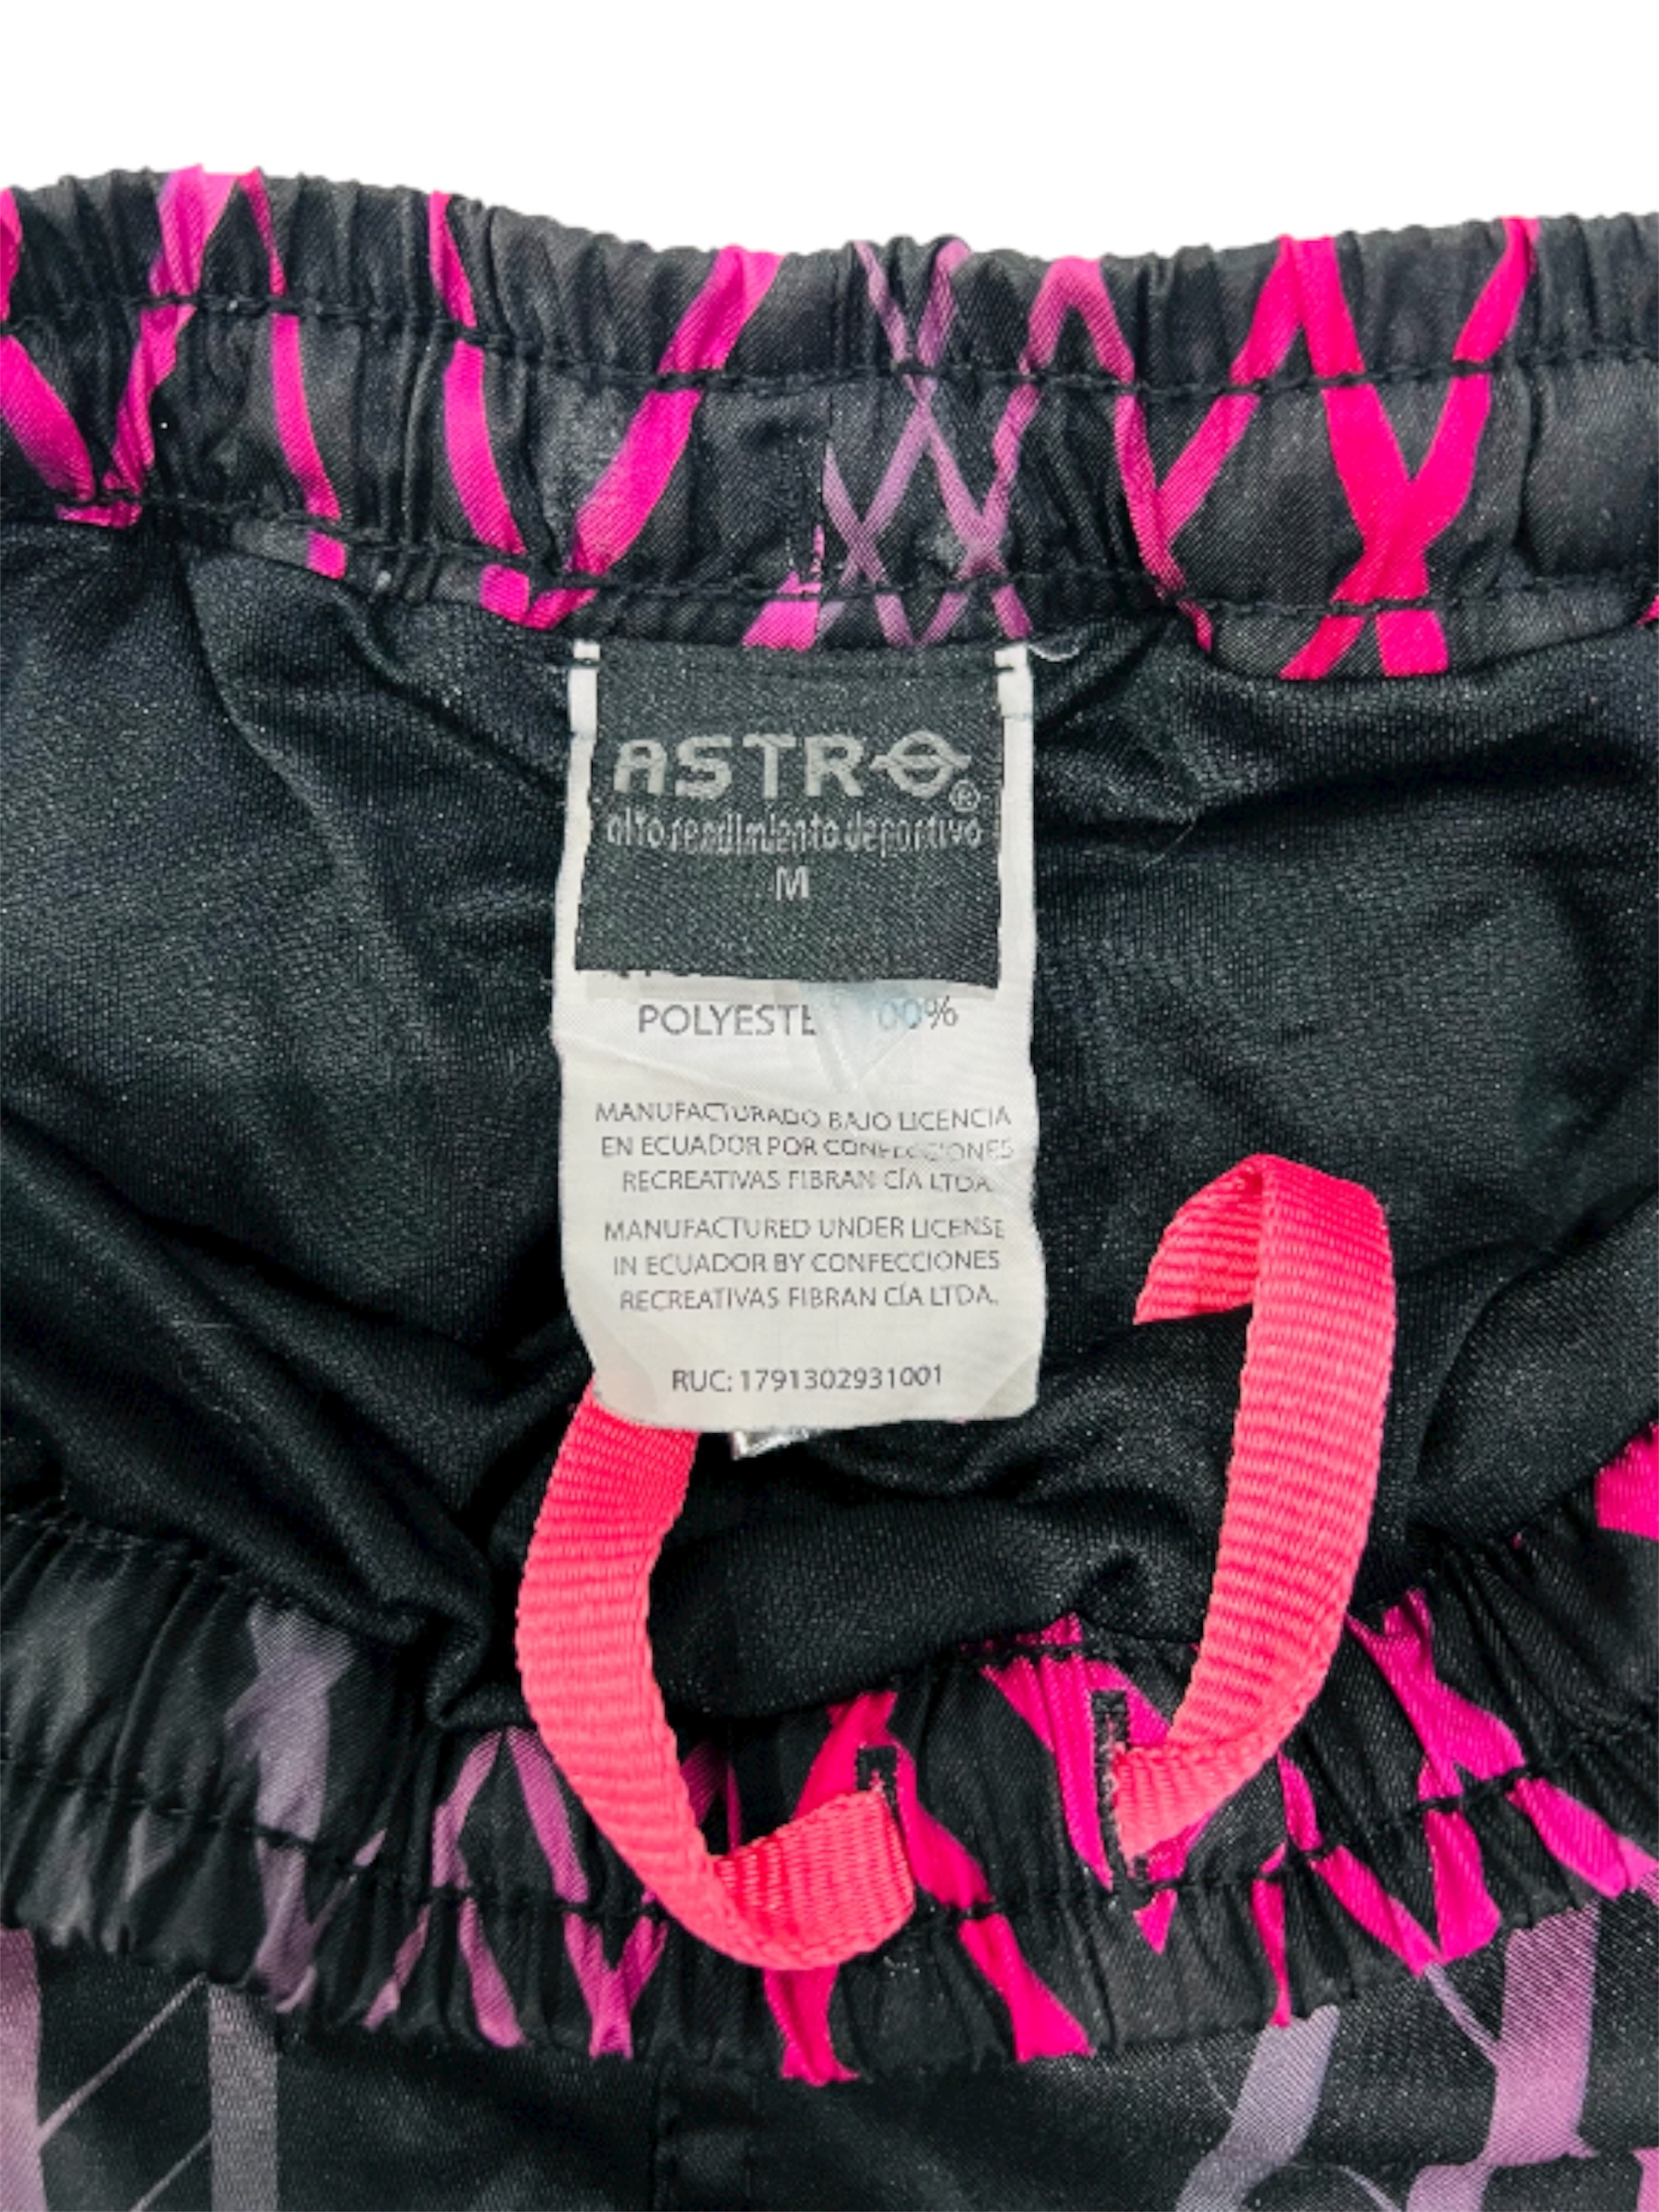 ASTRO®
alto rendimiento deportivo
M
POLYESTE 00%
MANUFACTURADO BAJO LICENCIA
EN ECUADOR POR CONFECCIONES
RECREATIVAS FIBRAN CÍA LTDA.
MANUFACTURED UNDER LICENSE
IN ECUADOR BY CONFECCIONES
RECREATIVAS FIBRAN CÍA LTDA.
RUC: 1791302931001